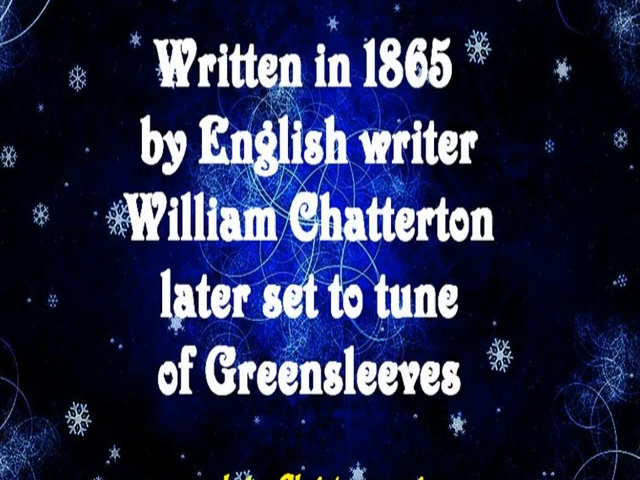 Written in 1865
by English writer
William Chatterton
later set to tune
of Greensleeves